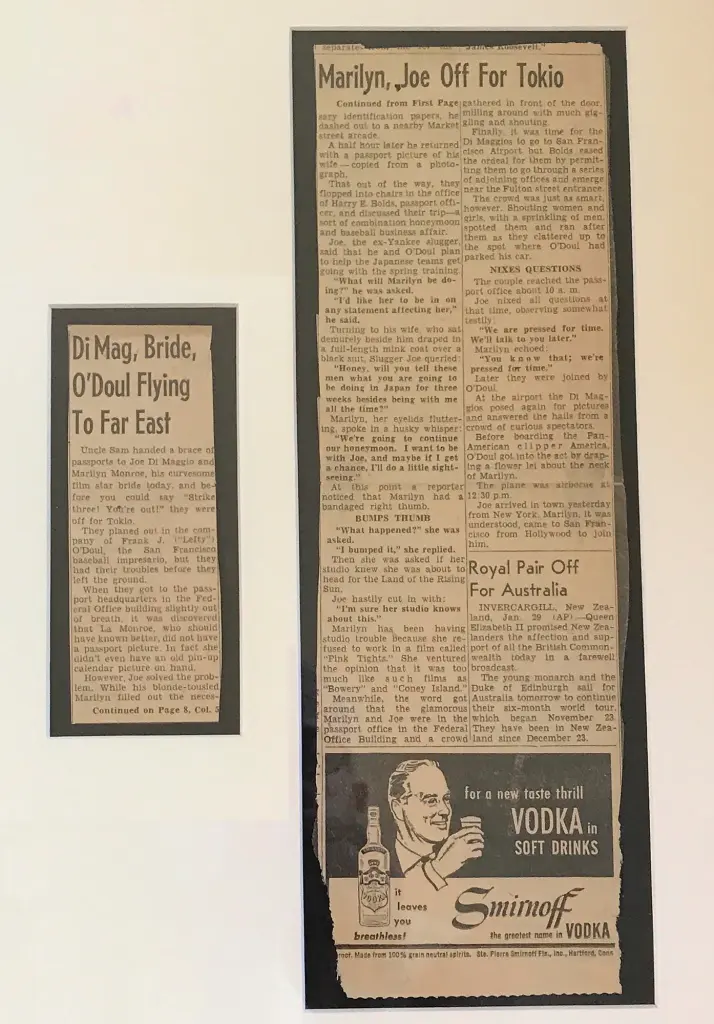 Di Mag, Bride,
O'Doul Flying
To Far East
Uncle Sam handed a brace of
passports to Joe Di Maggio and
Marilyn Monroe, his curvesome
film star bride today, and be-
fore you could say "Strike
three! You're out!" they were
off for Tokio.
They planed out in the com-
pany of Frank J. ("Lefty")
O'Doul, the San Francisco
baseball impresario, but they
had their troubles before they
left the ground.
When they got to the pass-
port headquarters in the Fed-
eral Office building slightly out
of breath, it was discovered
that La Monroe, who should
have known better, did not have
a passport picture. In fact she
didn't even have an old pin-up
calendar picture on hand.
However, Joe solved the prob-
lem. While his blonde-tousled
Marilyn filled out the neces-
Continued on Page 8, Col. 5
separate
James Roosevelt."
Marilyn, Joe Off For Tokio
Continued from First Page
sary identification papers, he
dashed out to a nearby Market
street arcade.
A half hour later he returned
with a passport picture of his
wife—copied from a photo-
graph.
That out of the way, they
flopped into chairs in the office
of Harry E. Bolds, passport offi-
cer, and discussed their trip—a
sort of combination honeymoon
and baseball business affair.
Joe, the ex-Yankee slugger,
said that he and O'Doul plan
to help the Japanese teams get
going with the spring training.
"What will Marilyn be do-
ing?" he was asked.
"I'd like her to be in on
any statement affecting her,"
he said.
Turning to his wife, who sat
demurely beside him draped in
a full-length mink coat over a
black suit, Slugger Joe queried:
"Honey, will you tell these
men what you are going to
be doing in Japan for three
weeks besides being with me
all the time?"
Marilyn, her eyelids flutter-
ing, spoke in a husky whisper:
"We're going to continue
our honeymoon. I want to be
with Joe, and maybe if I get
a chance, I'll do a little sight-
seeing."
At this point a reporter
noticed that Marilyn had a
bandaged right thumb.
BUMPS THUMB
"What happened?" she was
asked.
"I bumped it," she replied.
Then she was asked if her
studio knew she was about to
head for the Land of the Rising
Sun.
Joe hastily cut in with:
"I'm sure her studio knows
about this."
Marilyn has been having
studio trouble because she re-
fused to work in a film called
"Pink Tights." She ventured
the opinion that it was too
much like such films as
"Bowery" and "Coney Island."
Meanwhile, the word got
around that the glamorous
Marilyn and Joe were in the
passport office in the Federal
Office Building and a crowd
gathered in front of the door,
milling around with much gig-
gling and shouting.
Finally, it was time for the
Di Maggios to go to San Fran-
cisco Airport but Bolds eased
the ordeal for them by permit-
ting them to go through a series
of adjoining offices and emerge
near the Fulton street entrance.
The crowd was just as smart,
however. Shouting women and
girls, with a sprinkling of men,
spotted them and ran after
them as they clattered up to
the spot where O'Doul had
parked his car.
NIXES QUESTIONS
The couple reached the pass-
port office about 10 a. m.
Joe nixed all questions at
that time, observing somewhat
testily:
"We are pressed for time.
We'll talk to you later."
Marilyn echoed:
"You know that; we're
pressed for time."
Later they were joined by
O'Doul.
At the airport the Di Mag-
gios posed again for pictures
and answered the hails from a
crowd of curious spectators.
Before boarding the Pan-
American clipper America,
O'Doul got into the act by drap-
ing a flower lei about the neck
of Marilyn.
The plane was airborne at
12:30 p.m.
Joe arrived in town yesterday
from New York. Marilyn, it was
understood, came to San Fran-
cisco from Hollywood to join
him.
Royal Pair Off
For Australia
INVERCARGILL, New Zea-
land, Jan. 29 (AP)—Queen
Elizabeth II promised New Zea-
landers the affection and sup-
port of all the British Common-
wealth today in a farewell
broadcast.
The young monarch and the
Duke of Edinburgh sail for
Australia tomorrow to continue
their six-month world tour,
which began November 23.
They have been in New Zea-
land since December 23.
for a new taste thrill
VODKA in
SOFT DRINKS
it
leaves
you
breathless!
Smirnoff
The greatest name in VODKA
proof. Made from 100% grain neutral spirits. Ste. Pierre Smirnoff Fls., Inc., Hartford, Conn